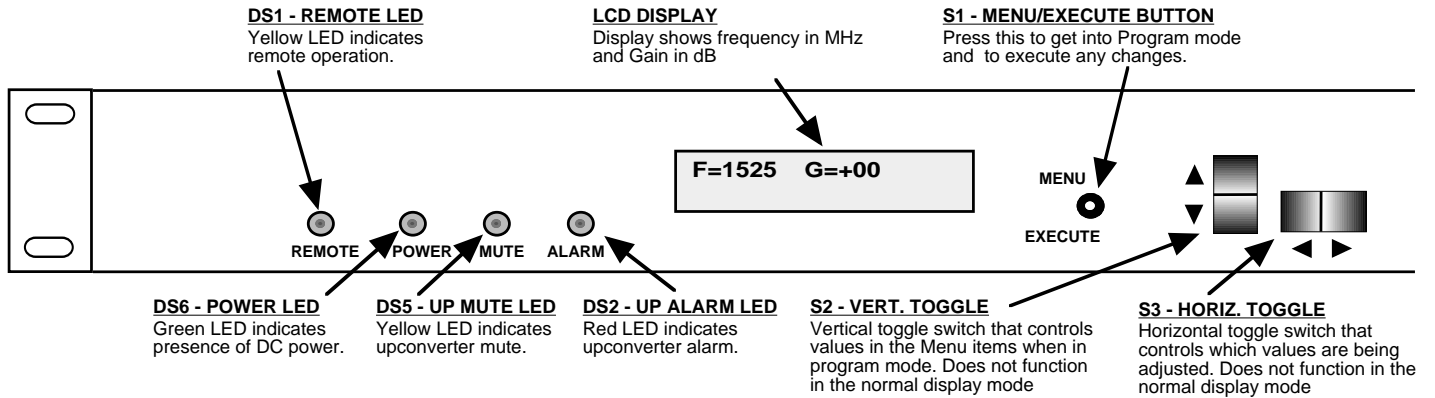 DS1 - REMOTE LED
Yellow LED indicates
remote operation.
LCD DISPLAY
Display shows frequency in MHz
and Gain in dB
S1 - MENU/EXECUTE BUTTON
Press this to get into Program mode
and to execute any changes.
F=1525 G=+00
MENU
EXECUTE
REMOTE
POWER
MUTE
ALARM
DS6 - POWER LED
Green LED indicates
presence of DC power.
DS5 - UP MUTE LED
Yellow LED indicates
upconverter mute.
DS2 - UP ALARM LED
Red LED indicates
upconverter alarm.
S2 - VERT. TOGGLE
Vertical toggle switch that controls
values in the Menu items when in
program mode. Does not function
in the normal display mode
S3 - HORIZ. TOGGLE
Horizontal toggle switch that
controls which values are being
adjusted. Does not function in the
normal display mode